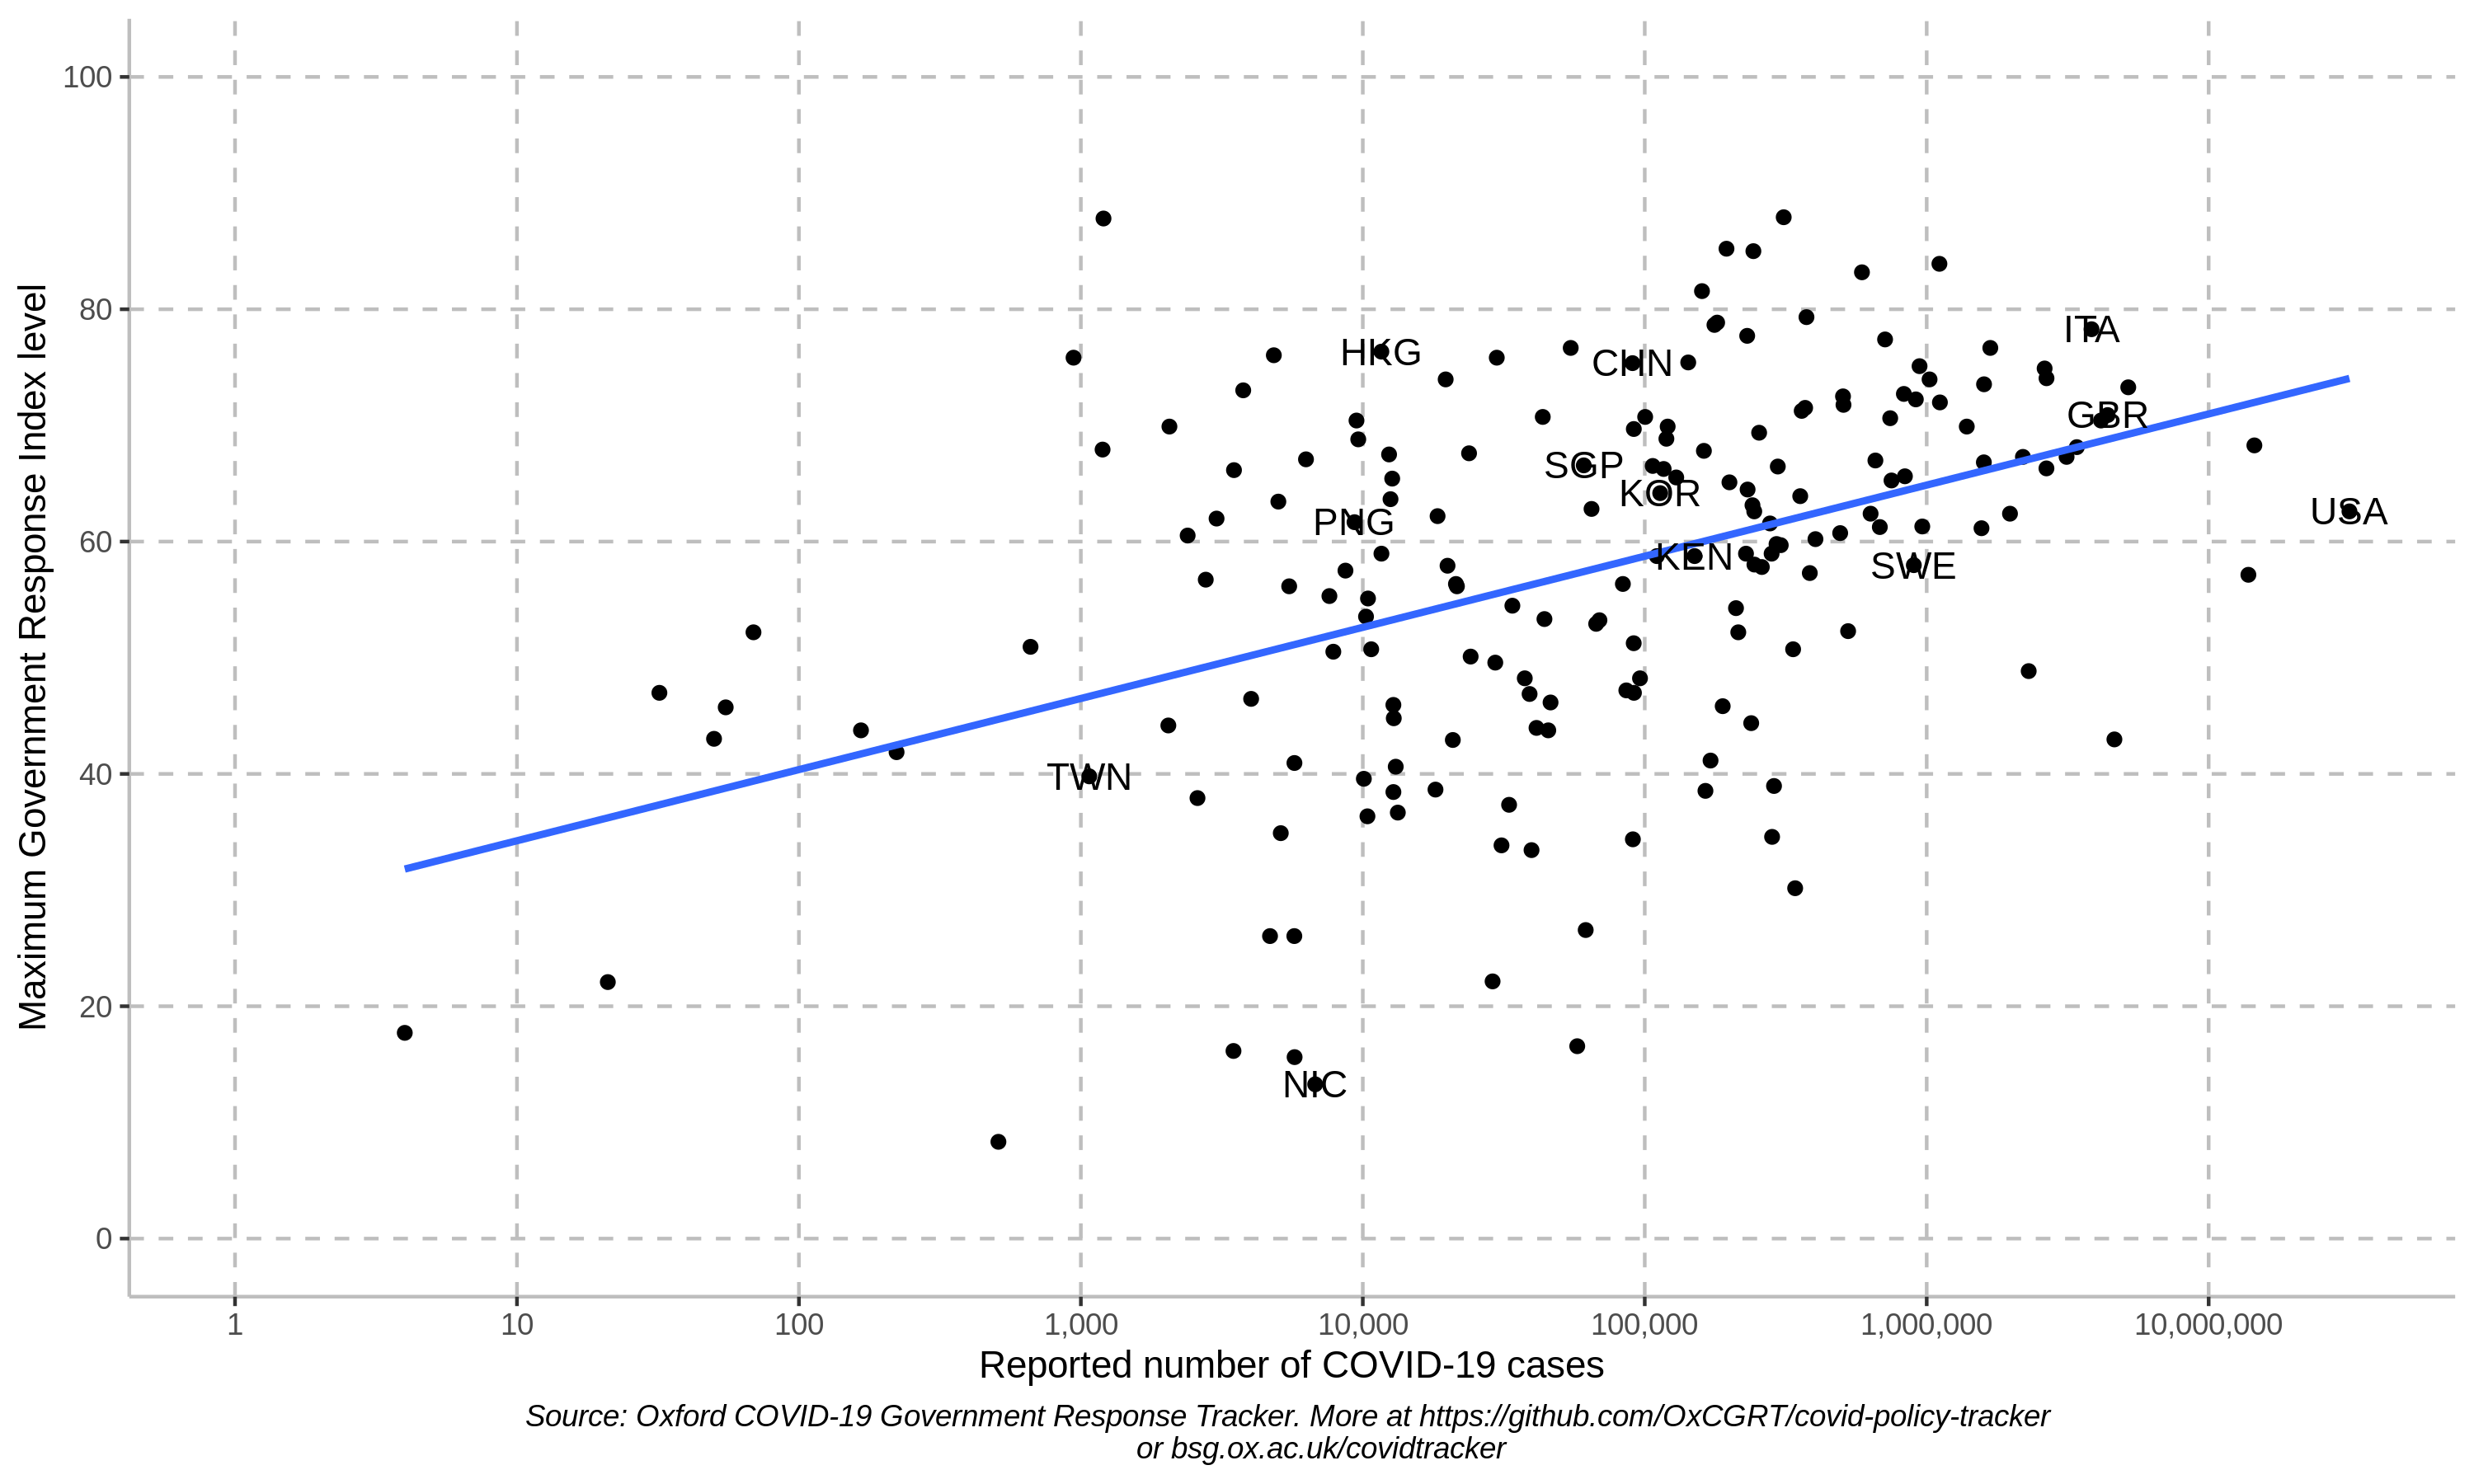 Maximum Government Response Index level
100
80
60
40
20
0
ITA
HKG
CHN
GBR
SGP
KOR
USA
PNG
KEN
SWE
TWN
NIC
1 10 100 1,000 10,000 100,000 1,000,000 10,000,000
Reported number of COVID-19 cases
Source: Oxford COVID-19 Government Response Tracker. More at https://github.com/OxCGRT/covid-policy-tracker
or bsg.ox.ac.uk/covidtracker